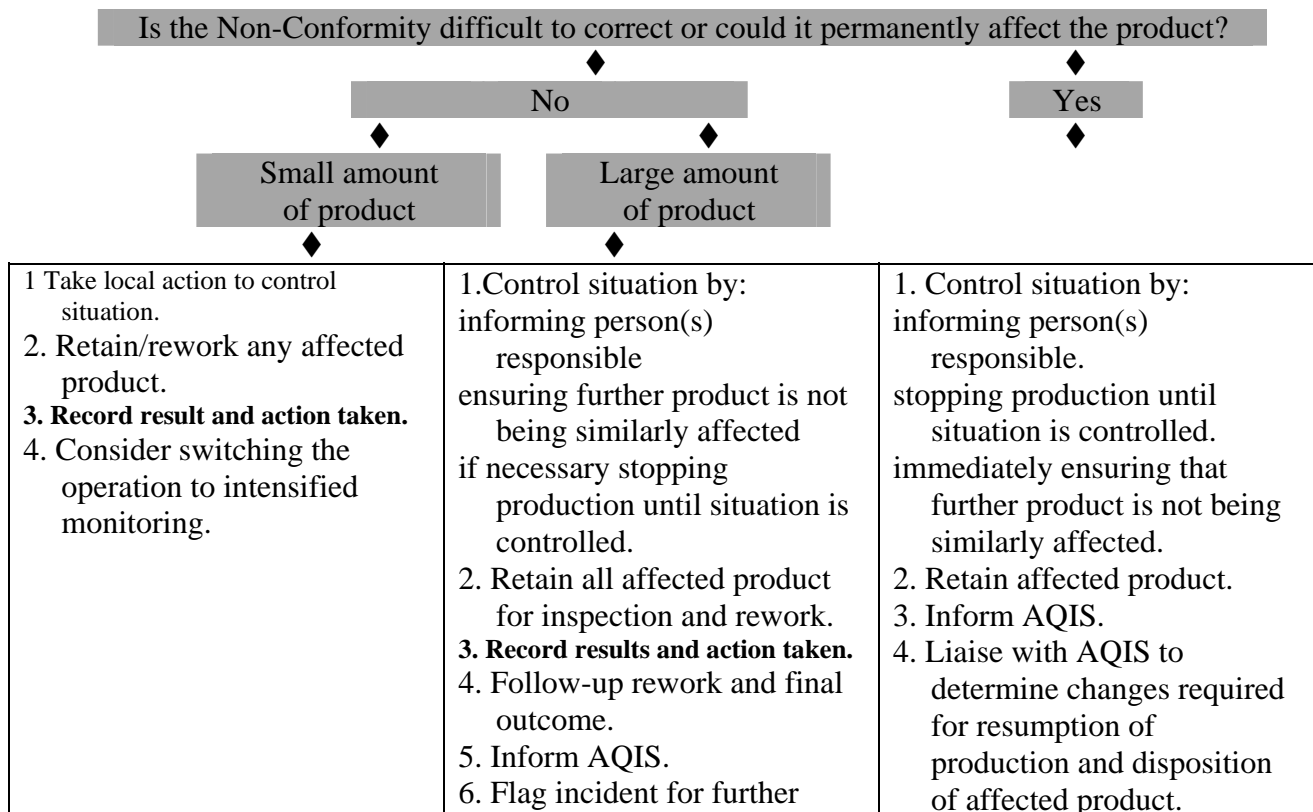 Is the Non-Conformity difficult to correct or could it permanently affect the product?
No
Yes
Small amount
of product
Large amount
of product
1 Take local action to control
situation.
2. Retain/rework any affected
product.
3. Record result and action taken.
4. Consider switching the
operation to intensified
monitoring.
1.Control situation by:
informing person(s)
responsible
ensuring further product is not
being similarly affected
if necessary stopping
production until situation is
controlled.
2. Retain all affected product
for inspection and rework.
3. Record results and action taken.
4. Follow-up rework and final
outcome.
5. Inform AQIS.
6. Flag incident for further
1. Control situation by:
informing person(s)
responsible.
stopping production until
situation is controlled.
immediately ensuring that
further product is not being
similarly affected.
2. Retain affected product.
3. Inform AQIS.
4. Liaise with AQIS to
determine changes required
for resumption of
production and disposition
of affected product.